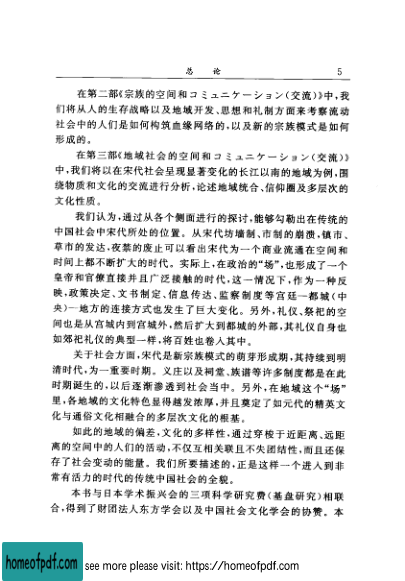 总 论 5
在第二部《宗族的空间和コミュニケーション(交流)》中,我
们将从人的生存战略以及地域开发、思想和礼制方面来考察流动
社会中的人们是如何构筑血缘网络的,以及新的宗族模式是如何
形成的。
在第三部《地域社会的空间和コミュニケーション(交流)》
中,我们将以在宋代社会呈现显著变化的长江以南的地域为例,围
绕物质和文化的交流进行分析,论述地域统合、信仰圈及多层次的
文化性质。
我们认为,通过从各个侧面进行的探讨,能够勾勒出在传统的
中国社会中宋代所处的位置。从宋代坊墙制、市制的崩溃,镇市、
草市的发达,夜禁的废止可以看出宋代为一个商业流通在空间和
时间上都不断扩大的时代。实际上,在政治的“场”,也形成了一个
皇帝和官僚直接并且广泛接触的时代,这一情况下,作为一种反
映,政策决定、文书制定、信息传达、监察制度等宫廷—都城(中
央)—地方的连接方式也发生了巨大变化。另外,礼仪、祭祀的空
间也是从宫城内到宫城外,然后扩大到都城的外部,其礼仪自身也
如郊祀礼仪的典型一样,将百姓也卷入其中。
关于社会方面,宋代是新宗族模式的萌芽形成期,其持续到明
清时代,为一重要时期。义庄以及祠堂、族谱等许多制度都是在此
时期诞生的,以后逐渐渗透到社会当中。另外,在地域这个“场”
里,各地域的文化特色显得越发浓厚,并且奠定了如元代的精英文
化与通俗文化相融合的多层次文化的根基。
如此的地域的偏差,文化的多样性,通过穿梭于近距离、远距
离的空间中的人们的活动,不仅互相关联且不失团结性,而且还保
存了社会变动的能量。我们所要描述的,正是这样一个进入到非
常有活力的时代的传统中国社会的全貌。
本书与日本学术振兴会的三项科学研究费(基盘研究)相联
合,得到了财团法人东方学会以及中国社会文化学会的协赞。本
homeofpdf.com see more please visit: https://homeofpdf.com